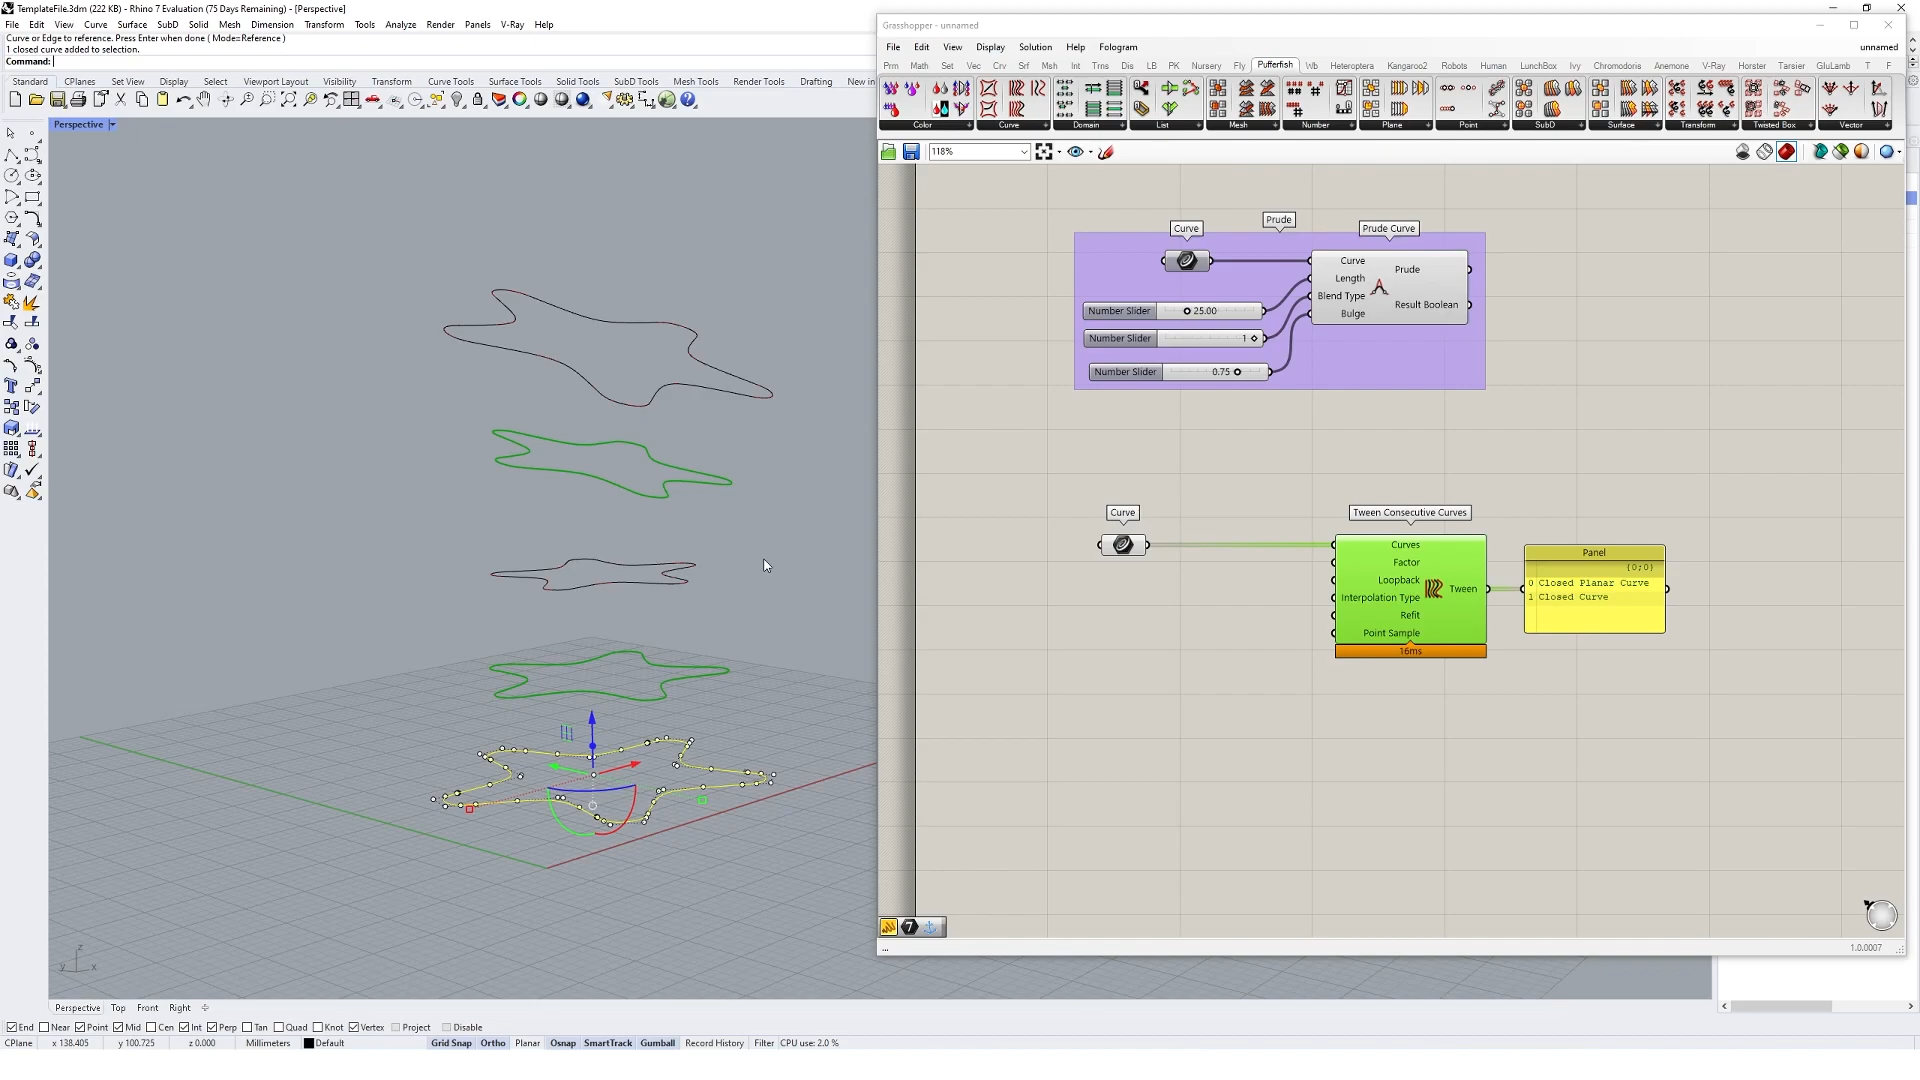 TemplateFile.3dm (222 KB) - Rhino 7 Evaluation (75 Days Remaining) - [Perspective]
File Edit View Curve Surface SubD Solid Mesh Dimension Transform Tools Analyze Render Panels V-Ray Help
Curve or Edge to reference. Press Enter when done ( Mode=Reference )
1 closed curve added to selection.
Command:
Standard CPlanes Set View Display Select Viewport Layout Visibility Transform Curve Tools Surface Tools Solid Tools SubD Tools Mesh Tools Render Tools Drafting New in
Perspective
Grasshopper - unnamed
File Edit View Display Solution Help Fologram unnamed
Prm Math Set Vec Crv Srf Msh Int Trns Dis LB PK Nursery Fly Pufferfish Wb Heteroptera Kangaroo2 Robots Human LunchBox Ivy Chromodoris Anemone V-Ray Horster Tarsier GluLamb T F
Color Curve Domain List Mesh Number Plane Point SubD Surface Transform Twisted Box Vector
118%
Curve Prude Prude Curve
Curve
Length
Blend Type
Bulge
Prude
Result Boolean
Number Slider 25.00
Number Slider 1
Number Slider 0.75
Curve Tween Consecutive Curves
Curves
Factor
Loopback
Interpolation Type
Refit
Point Sample
Tween
16ms
Panel
{0;0}
0 Closed Planar Curve
1 Closed Curve
7
...
1.0.0007
z
y x
Perspective Top Front Right
End Near Point Mid Cen Int Perp Tan Quad Knot Vertex Project Disable
CPlane x 138.405 y 100.725 z 0.000 Millimeters Default Grid Snap Ortho Planar Osnap SmartTrack Gumball Record History Filter CPU use: 2.0 %